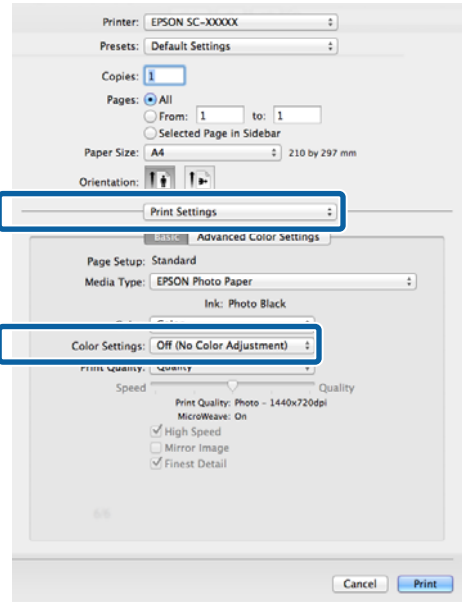 Printer: EPSON SC-XXXXX
Presets: Default Settings
Copies: 1
Pages: All
From: 1 to: 1
Selected Page in Sidebar
Paper Size: A4 210 by 297 mm
Orientation:
Print Settings
Basic Advanced Color Settings
Page Setup: Standard
Media Type: EPSON Photo Paper
Ink: Photo Black
Color Settings: Off (No Color Adjustment)
Print Quality: Quality
Speed Quality
Print Quality: Photo - 1440x720dpi
MicroWeave: On
High Speed
Mirror Image
Finest Detail
Cancel Print